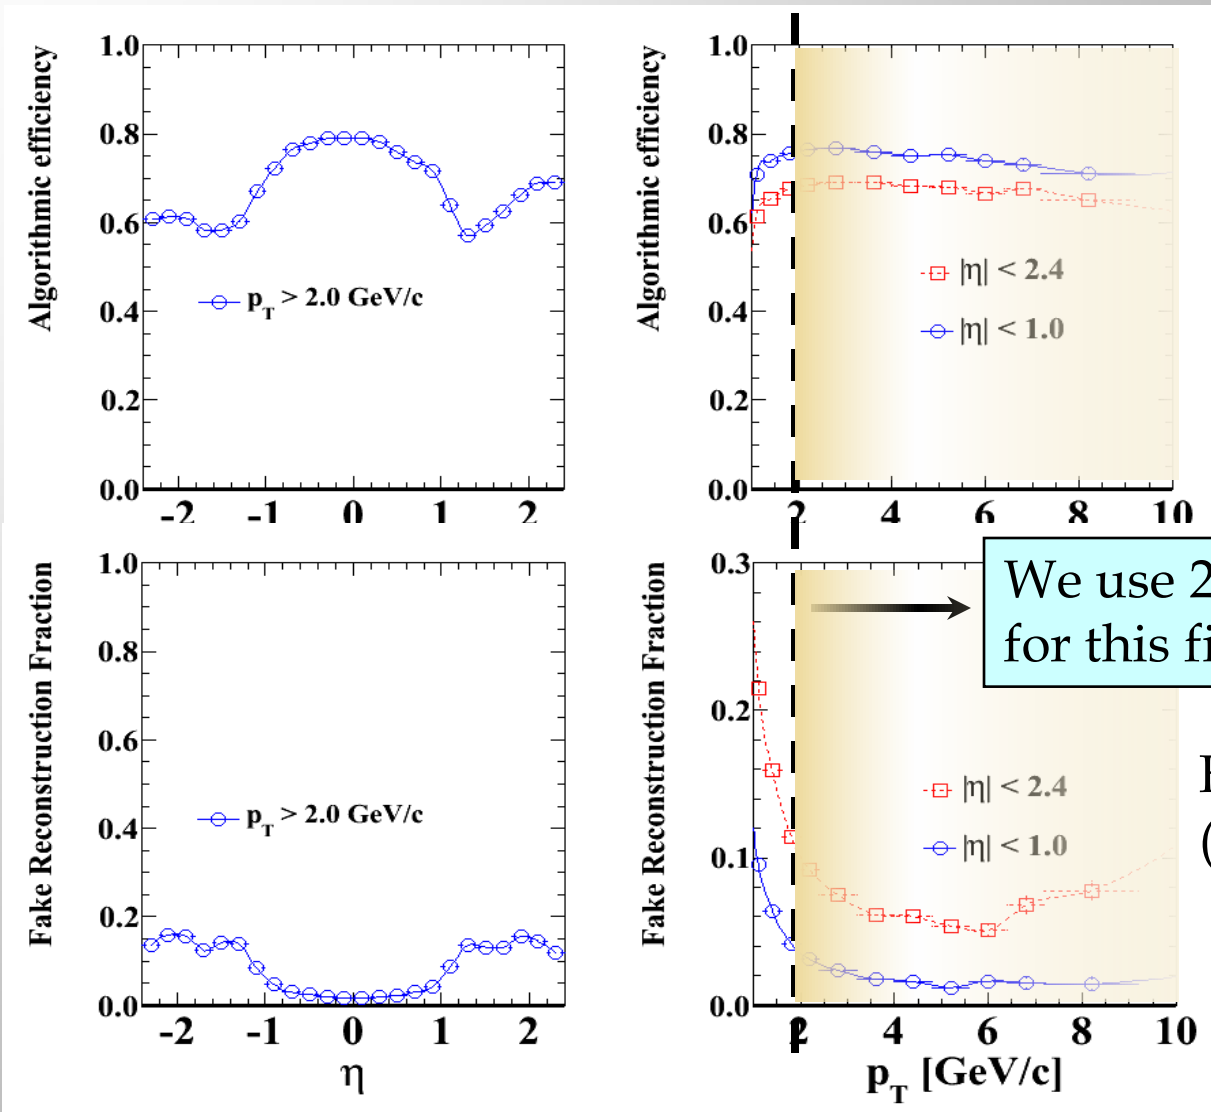 Algorithmic efficiency
1.0
0.8
0.6
0.4
0.2
0.0
-2 -1 0 1 2
p_T > 2.0 GeV/c
Algorithmic efficiency
1.0
0.8
0.6
0.4
0.2
0.0
2 4 6 8 10
|η| < 2.4
|η| < 1.0
Fake Reconstruction Fraction
1.0
0.8
0.6
0.4
0.2
0.0
-2 -1 0 1 2
η
p_T > 2.0 GeV/c
Fake Reconstruction Fraction
0.3
0.2
0.1
0.0
2 4 6 8 10
p_T [GeV/c]
|η| < 2.4
|η| < 1.0
We use 2
for this fi
(